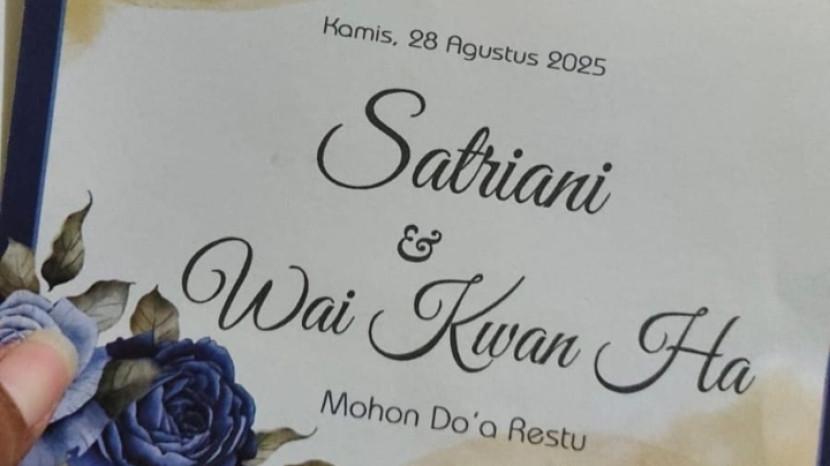 Kamis, 28 Agustus 2025
Satriani
&
Wai Kwan Ha
Mohon Do'a Restu